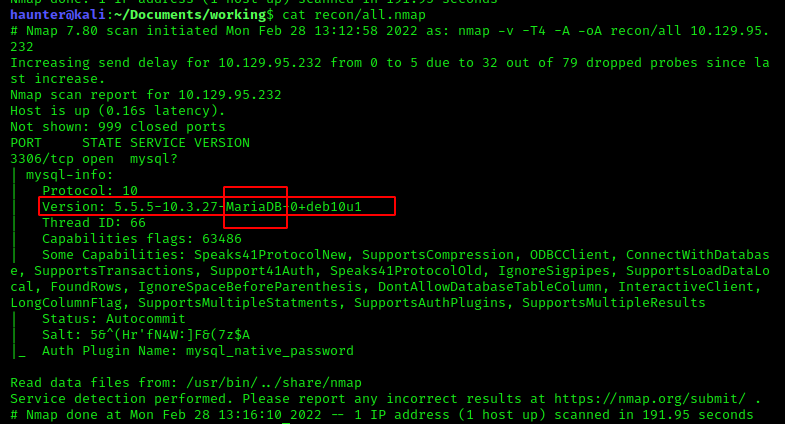 Nmap done: 1 IP address (1 host up) scanned in 191.95 seconds
haunter@kali:~/Documents/working$ cat recon/all.nmap
# Nmap 7.80 scan initiated Mon Feb 28 13:12:58 2022 as: nmap -v -T4 -A -oA recon/all 10.129.95.
232
Increasing send delay for 10.129.95.232 from 0 to 5 due to 32 out of 79 dropped probes since la
st increase.
Nmap scan report for 10.129.95.232
Host is up (0.16s latency).
Not shown: 999 closed ports
PORT     STATE SERVICE VERSION
3306/tcp open  mysql?
| mysql-info:
|   Protocol: 10
|   Version: 5.5.5-10.3.27-MariaDB-0+deb10u1
|   Thread ID: 66
|   Capabilities flags: 63486
|   Some Capabilities: Speaks41ProtocolNew, SupportsCompression, ODBCClient, ConnectWithDatabas
e, SupportsTransactions, Support41Auth, Speaks41ProtocolOld, IgnoreSigpipes, SupportsLoadDataLo
cal, FoundRows, IgnoreSpaceBeforeParenthesis, DontAllowDatabaseTableColumn, InteractiveClient,
LongColumnFlag, SupportsMultipleStatments, SupportsAuthPlugins, SupportsMultipleResults
|   Status: Autocommit
|   Salt: 5&^(Hr'fN4W:]F&(7z$A
|_  Auth Plugin Name: mysql_native_password
Read data files from: /usr/bin/../share/nmap
Service detection performed. Please report any incorrect results at https://nmap.org/submit/ .
# Nmap done at Mon Feb 28 13:16:10 2022 -- 1 IP address (1 host up) scanned in 191.95 seconds